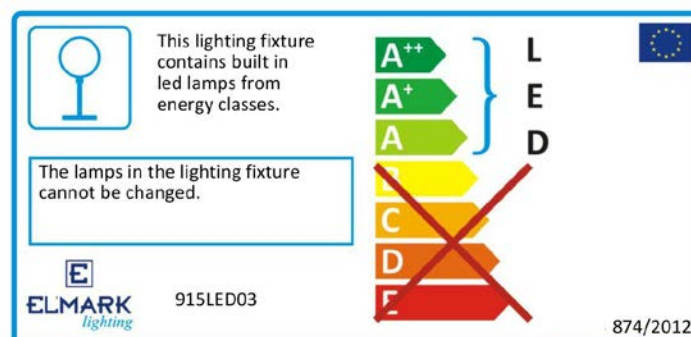 This lighting fixture
contains built in
led lamps from
energy classes.
A++
A+
A
B
C
D
E
L
E
D
The lamps in the lighting fixture
cannot be changed.
E
ELMARK
lighting
915LED03
874/2012